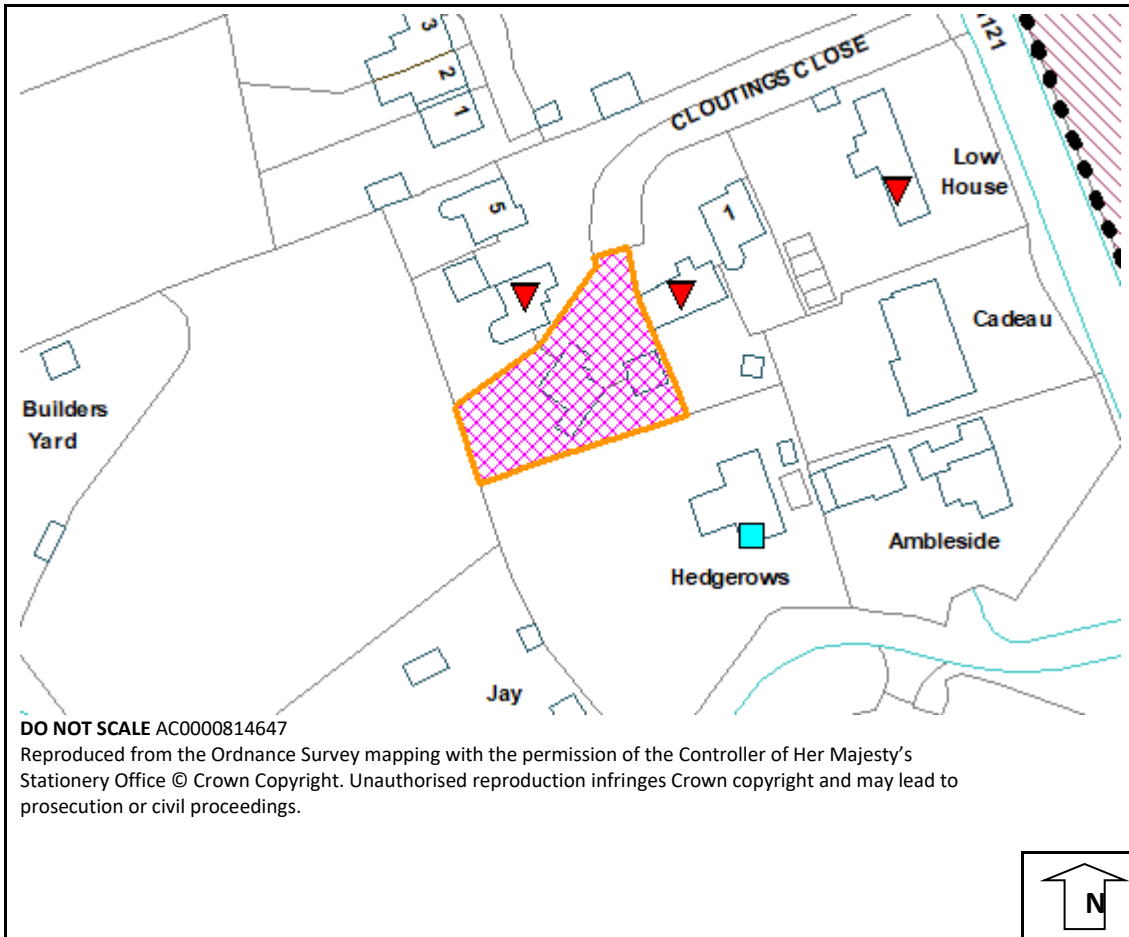 3
2
1
CLOUTINGS CLOSE
Low
House
5
1
Cadeau
Builders
Yard
Ambleside
Hedgerows
Jay
DO NOT SCALE AC0000814647
Reproduced from the Ordnance Survey mapping with the permission of the Controller of Her Majesty’s
Stationery Office © Crown Copyright. Unauthorised reproduction infringes Crown copyright and may lead to
prosecution or civil proceedings.
N